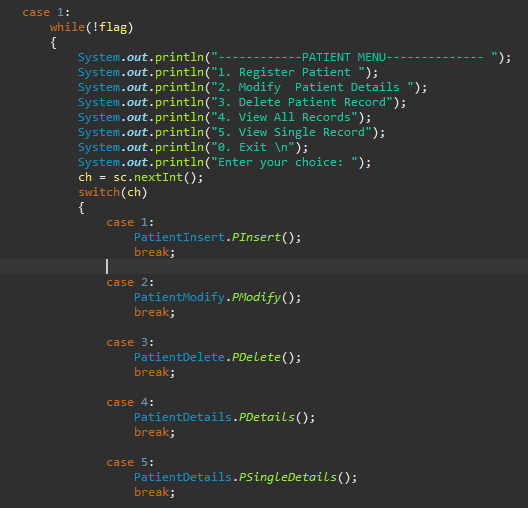 case 1:
while(!flag)
{
System.out.println("------------PATIENT MENU-------------- ");
System.out.println("1. Register Patient ");
System.out.println("2. Modify  Patient Details ");
System.out.println("3. Delete Patient Record");
System.out.println("4. View All Records");
System.out.println("5. View Single Record");
System.out.println("0. Exit \n");
System.out.println("Enter your choice: ");
ch = sc.nextInt();
switch(ch)
{
case 1:
PatientInsert.PInsert();
break;
case 2:
PatientModify.PModify();
break;
case 3:
PatientDelete.PDelete();
break;
case 4:
PatientDetails.PDetails();
break;
case 5:
PatientDetails.PSingleDetails();
break;